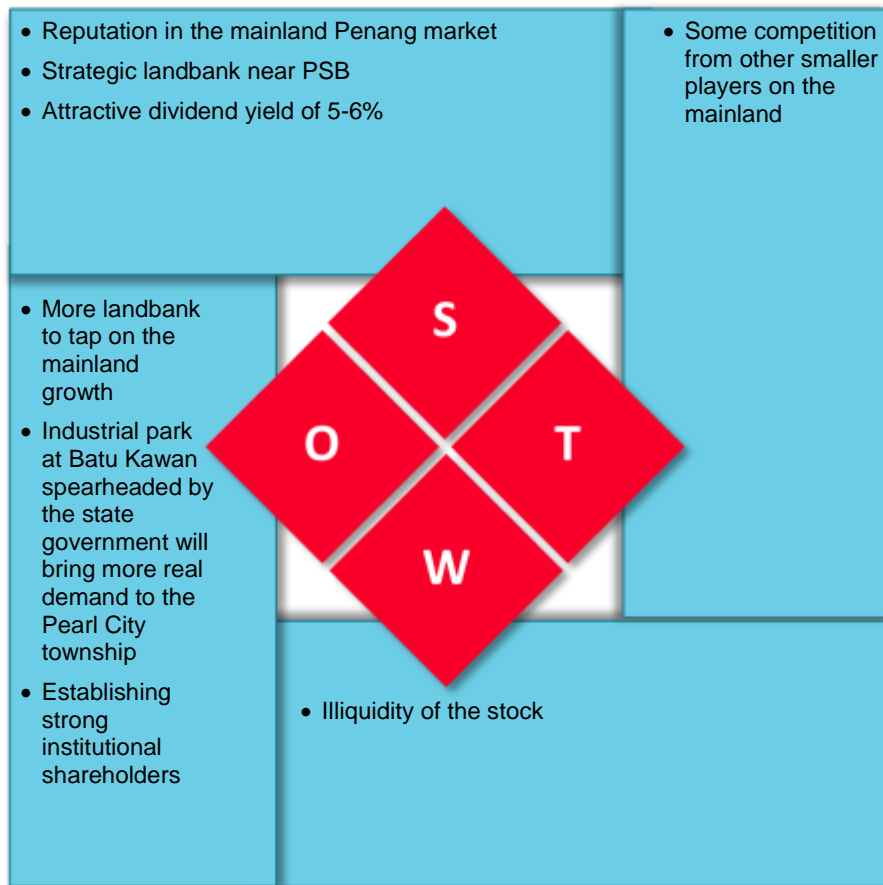 • Reputation in the mainland Penang market
• Strategic landbank near PSB
• Attractive dividend yield of 5-6%
• Some competition
from other smaller
players on the
mainland
• More landbank
to tap on the
mainland
growth
• Industrial park
at Batu Kawan
spearheaded by
the state
government will
bring more real
demand to the
Pearl City
township
• Establishing
strong
institutional
shareholders
S
O
T
W
• Illiquidity of the stock